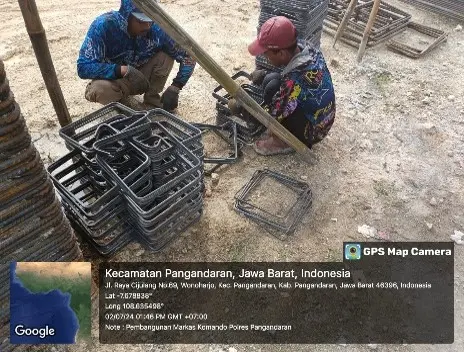 GPS Map Camera
Kecamatan Pangandaran, Jawa Barat, Indonesia
Jl. Raya Cijulang No.69, Wonoharjo, Kec. Pangandaran, Kab. Pangandaran, Jawa Barat 46396, Indonesia
Lat -7.678838°
Long 108.635498°
02/07/24 01:46 PM GMT +07:00
Note : Pembangunan Markas Komando Polres Pangandaran
Google